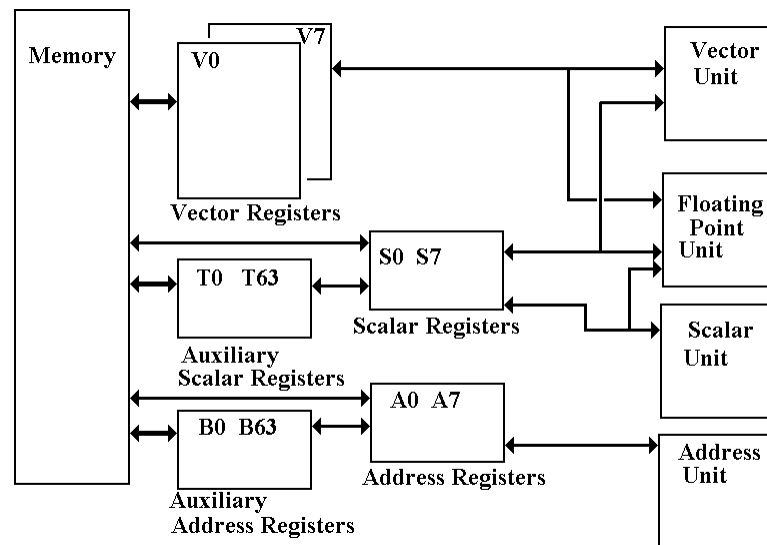 Memory
V0
V7
Vector Registers
Vector
Unit
Floating
Point
Unit
S0 S7
Scalar Registers
T0 T63
Auxiliary
Scalar Registers
Scalar
Unit
A0 A7
Address Registers
B0 B63
Auxiliary
Address Registers
Address
Unit